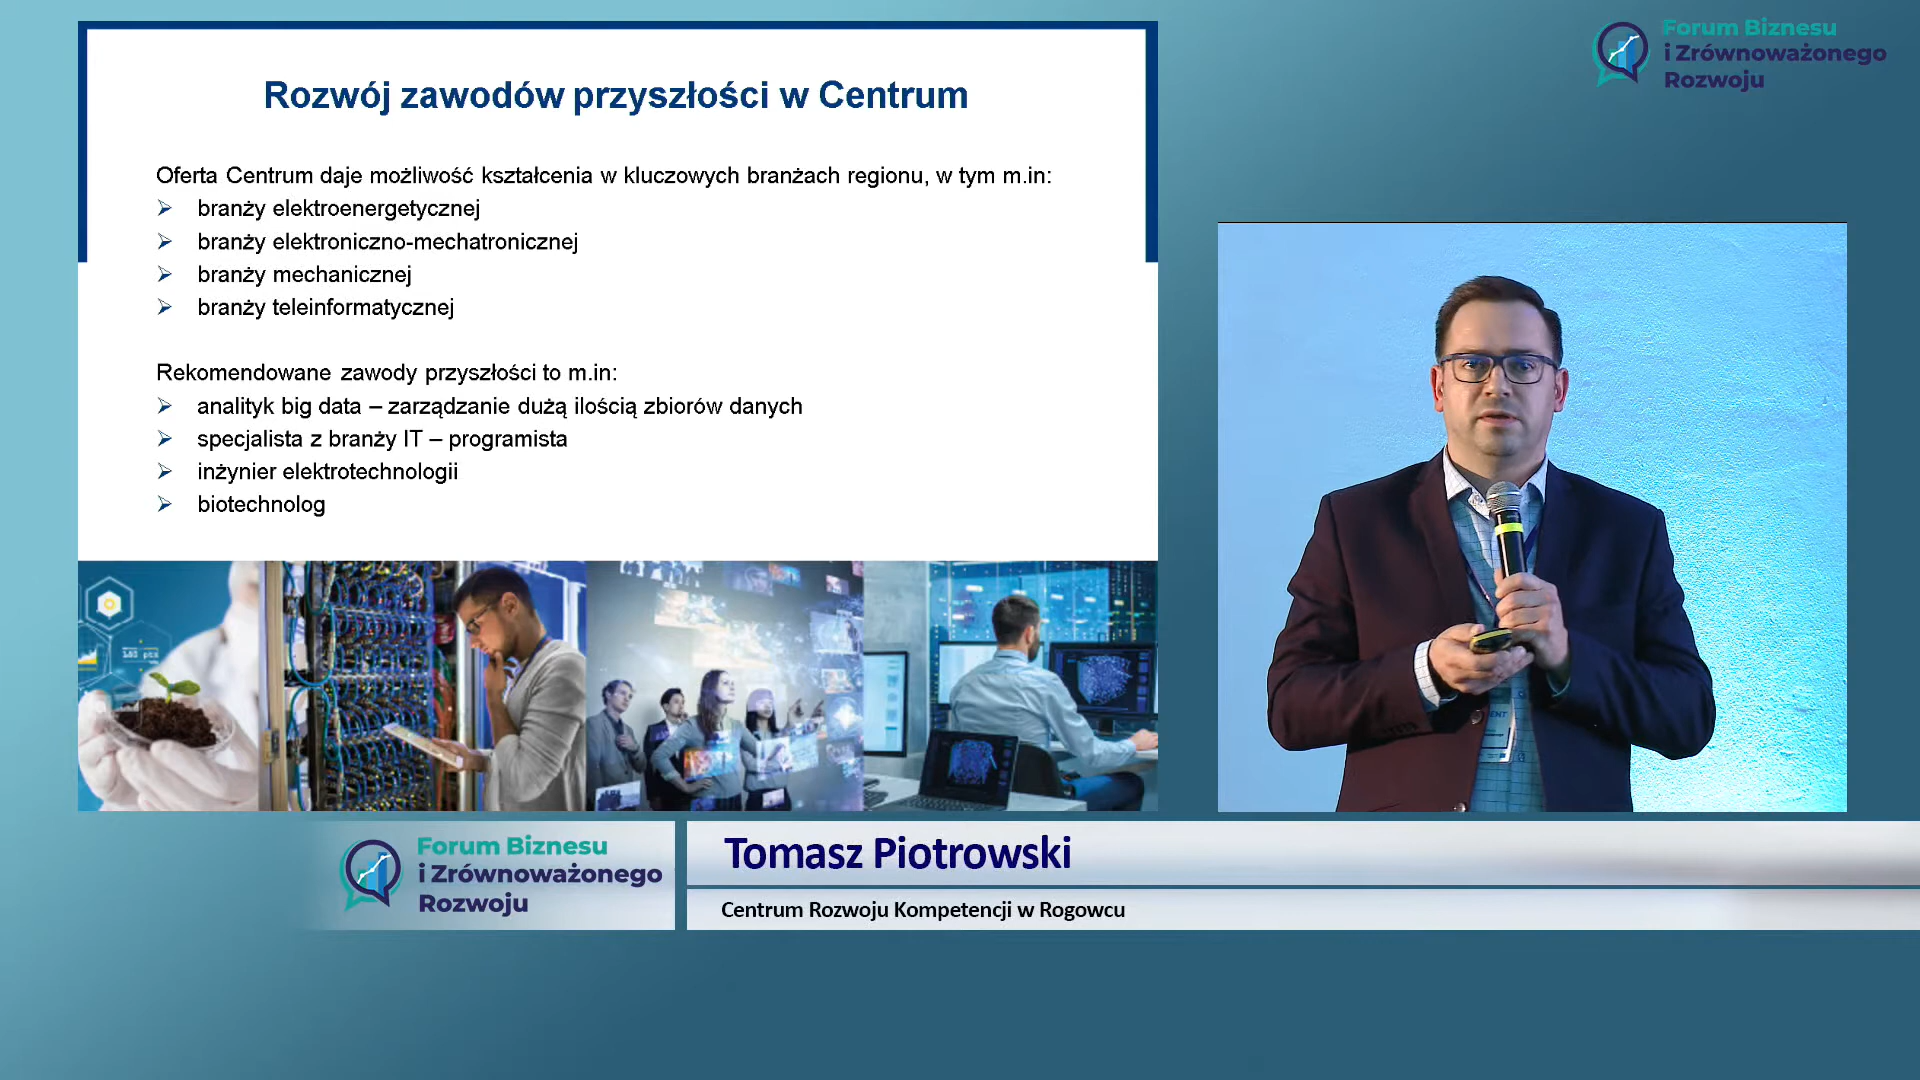 Rozwój zawodów przyszłości w Centrum
Oferta Centrum daje możliwość kształcenia w kluczowych branżach regionu, w tym m.in:
branży elektroenergetycznej
branży elektroniczno-mechatronicznej
branży mechanicznej
branży teleinformatycznej
Rekomendowane zawody przyszłości to m.in:
analityk big data – zarządzanie dużą ilością zbiorów danych
specjalista z branży IT – programista
inżynier elektrotechnologii
biotechnolog
Forum Biznesu
i Zrównoważonego
Rozwoju
Forum Biznesu
i Zrównoważonego
Rozwoju
Tomasz Piotrowski
Centrum Rozwoju Kompetencji w Rogowcu